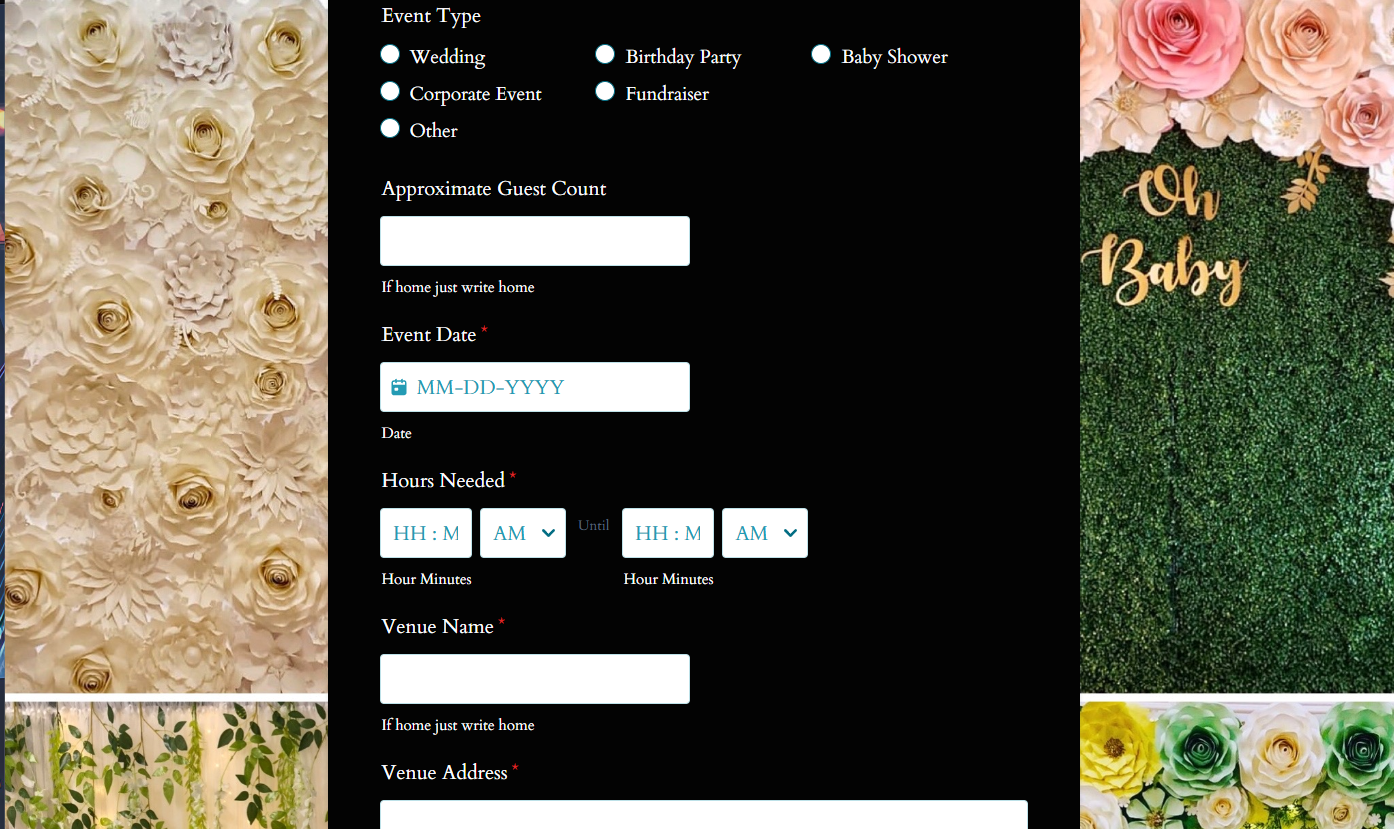 Event Type
Wedding Birthday Party Baby Shower
Corporate Event Fundraiser
Other
Approximate Guest Count
If home just write home
Event Date *
MM-DD-YYYY
Date
Hours Needed *
HH : M AM Until HH : M AM
Hour Minutes Hour Minutes
Venue Name *
If home just write home
Venue Address *
Oh
Baby